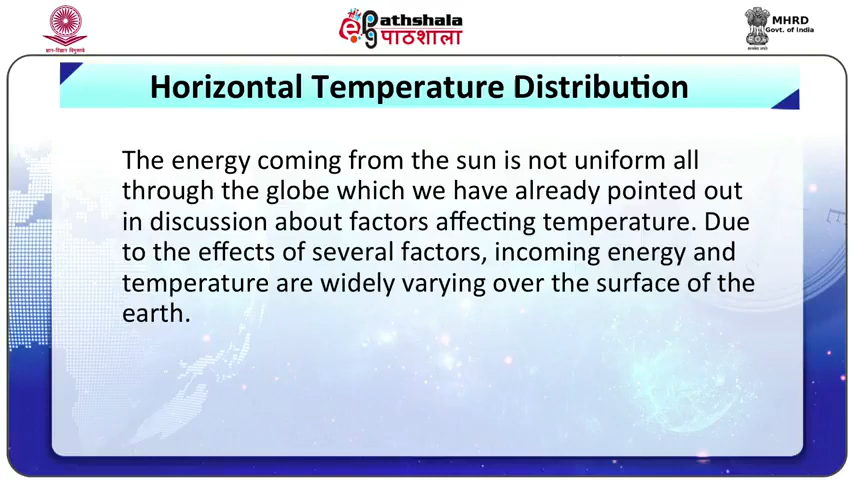 ePgPathshala
पाठशाला
MHRD
Govt. of India
Horizontal Temperature Distribution
The energy coming from the sun is not uniform all
through the globe which we have already pointed out
in discussion about factors affecting temperature. Due
to the effects of several factors, incoming energy and
temperature are widely varying over the surface of the
earth.